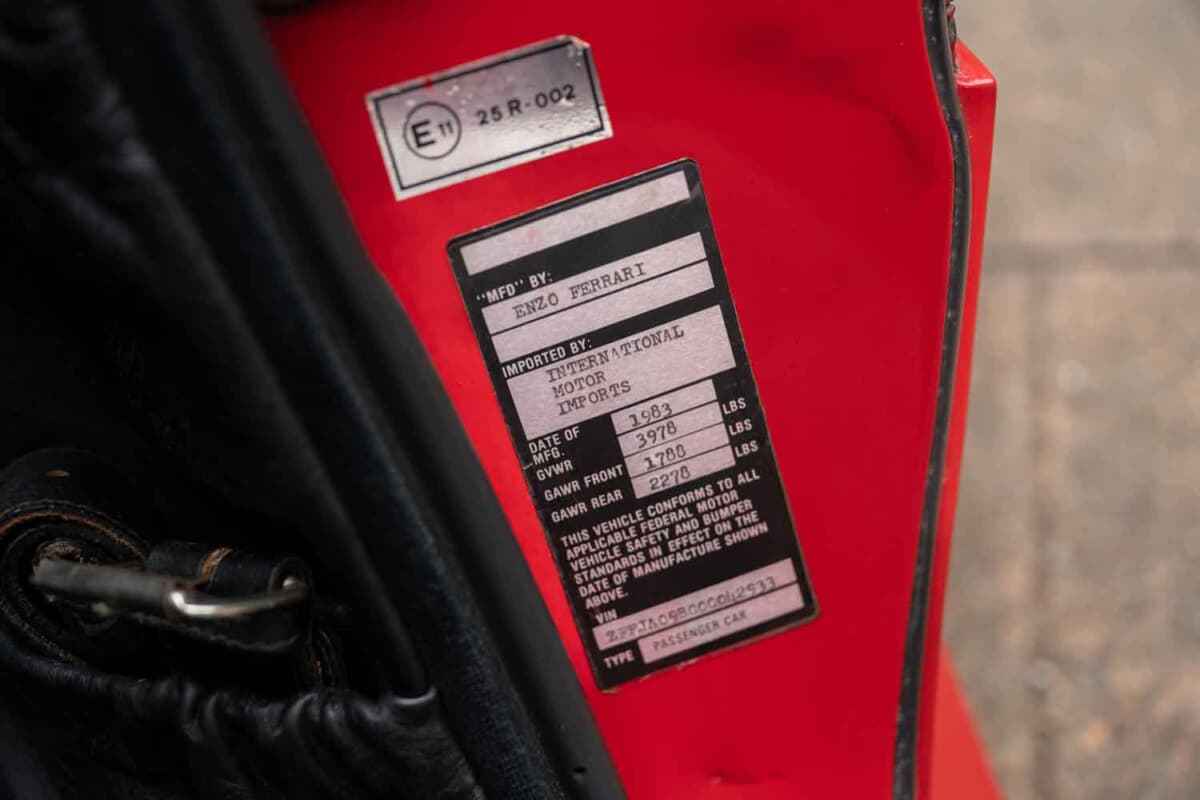 E11 25 R-002
"MFD" BY:
ENZO FERRARI
IMPORTED BY:
INTERNATIONAL
MOTOR
IMPORTS
DATE OF
MFG. 1983
GVWR 3978 LBS
GAWR FRONT 1788 LBS
GAWR REAR 2278 LBS
THIS VEHICLE CONFORMS TO ALL
APPLICABLE FEDERAL MOTOR
VEHICLE SAFETY AND BUMPER
STANDARDS IN EFFECT ON THE
DATE OF MANUFACTURE SHOWN
ABOVE.
VIN
TYPE PASSENGER CAR